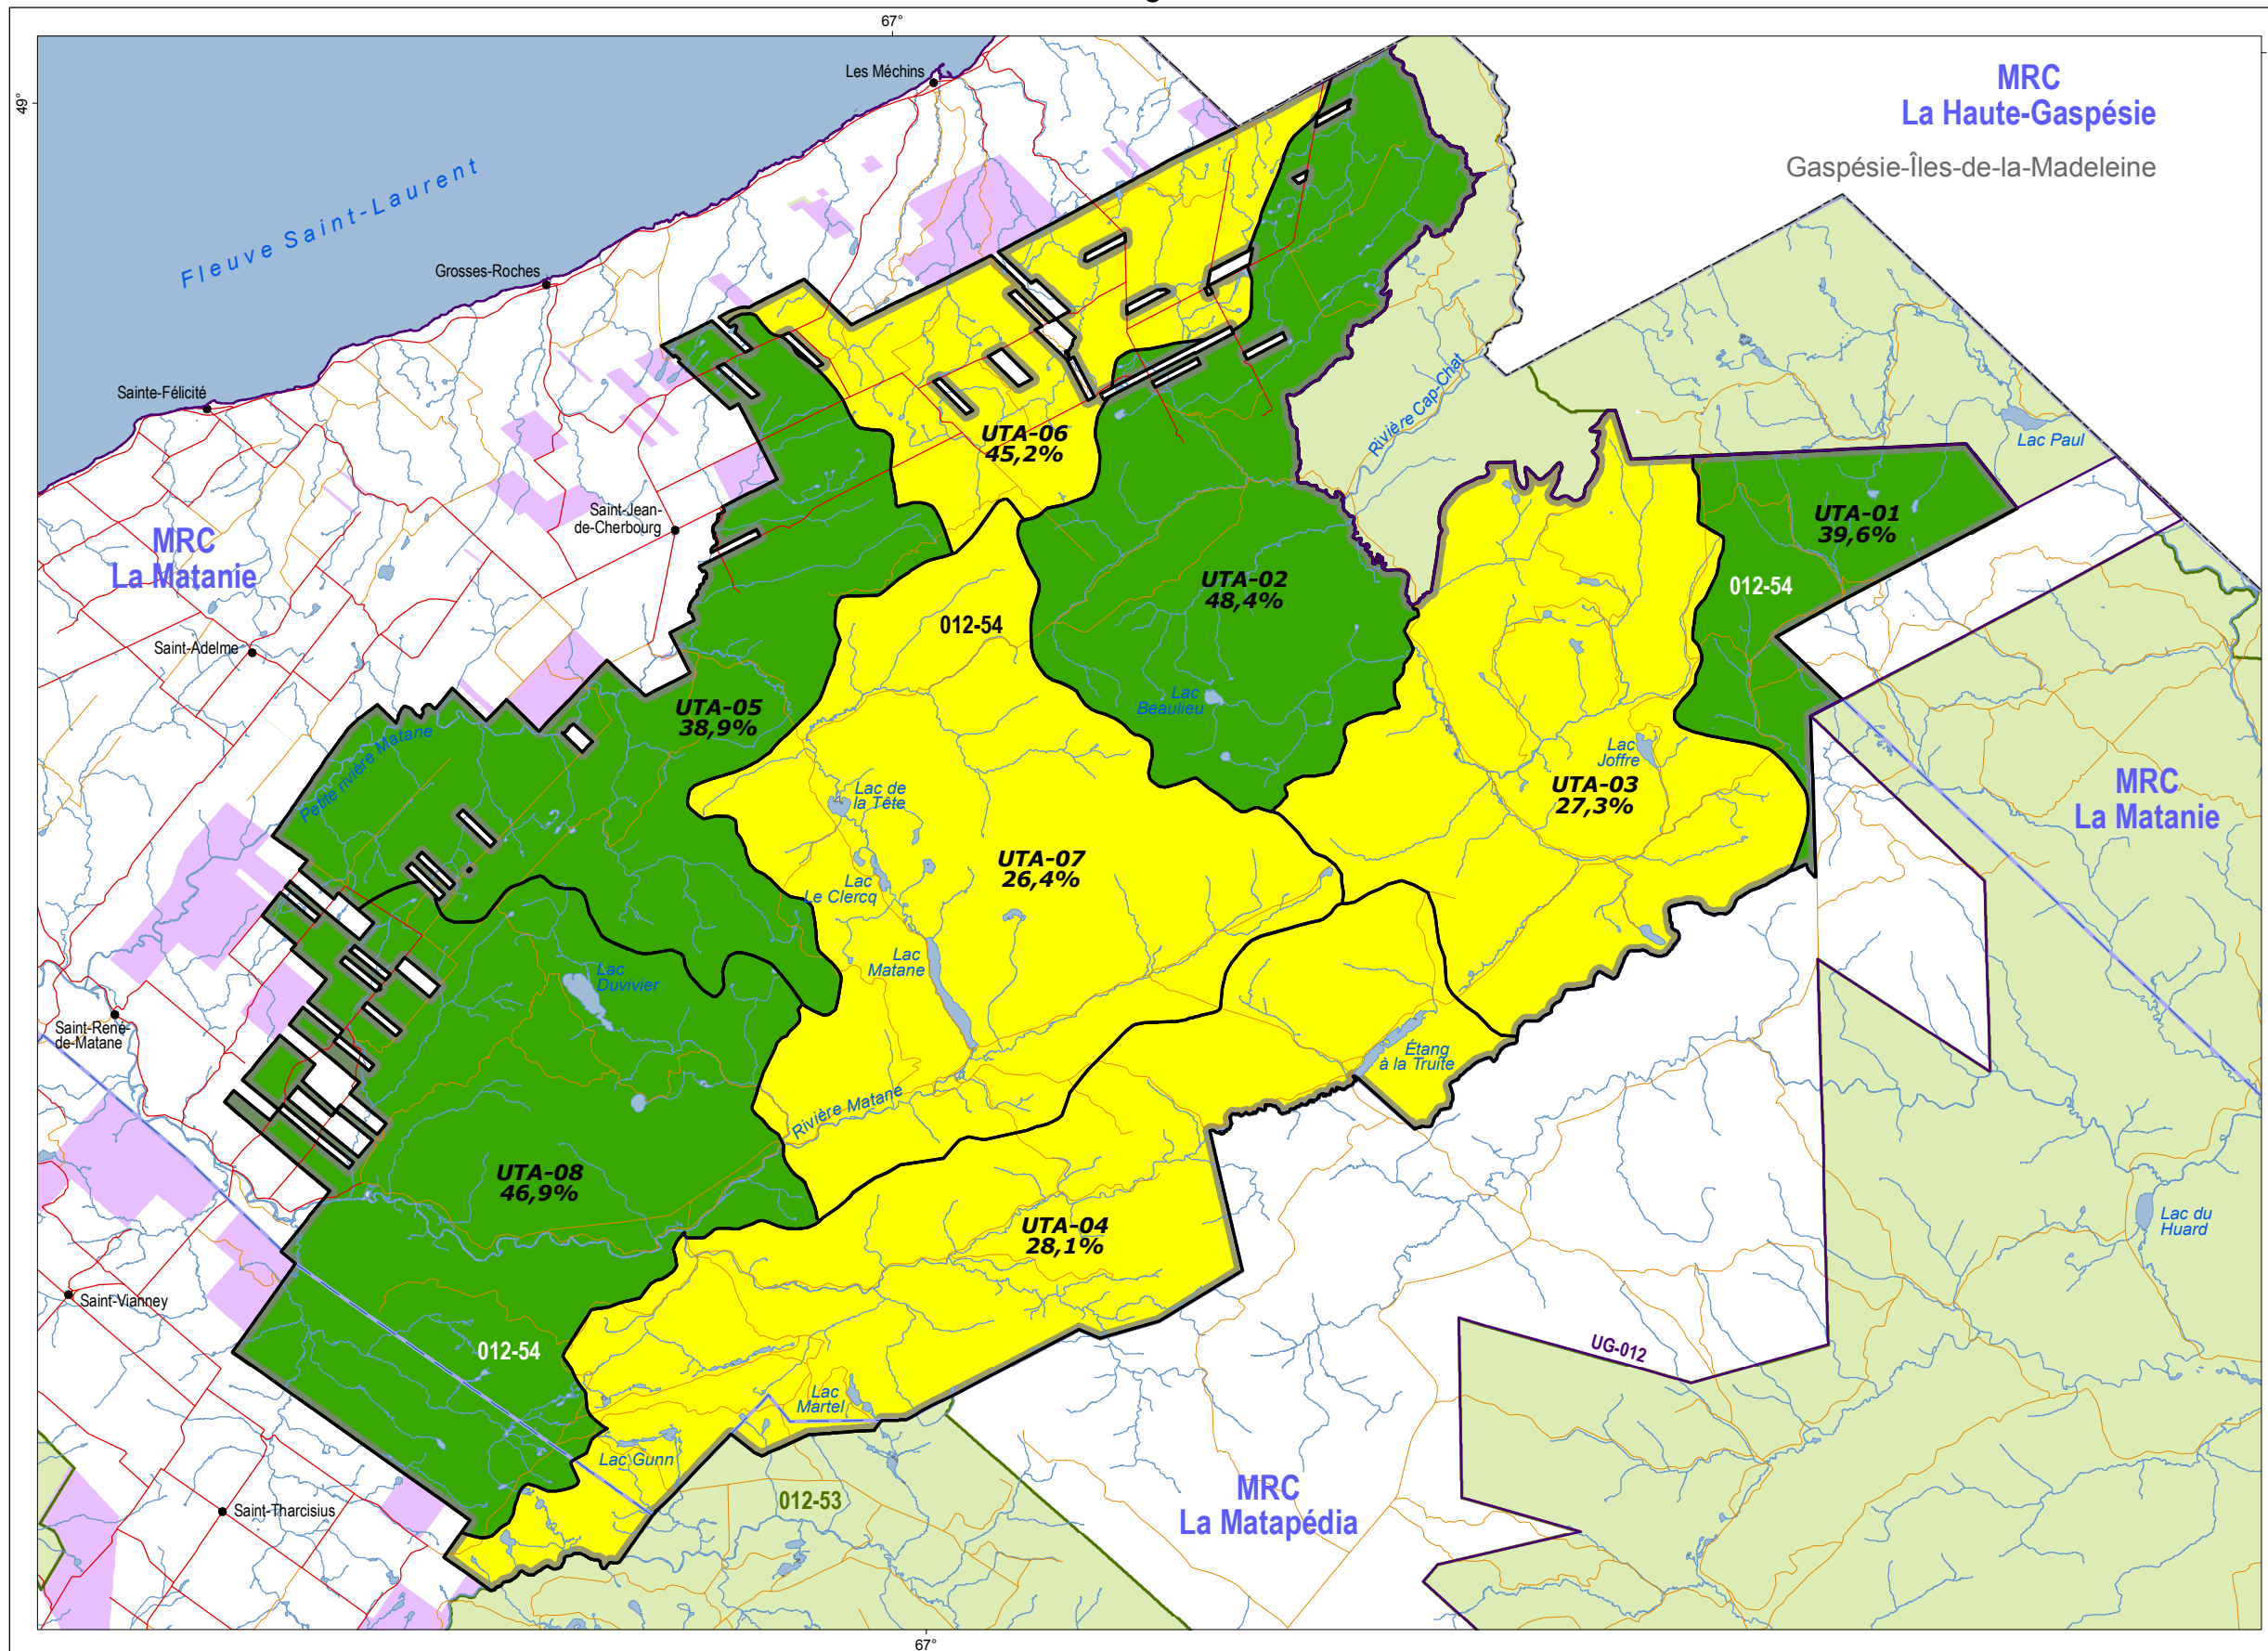 67°
49°
Les Méchins
MRC
La Haute-Gaspésie
Gaspésie-Îles-de-la-Madeleine
Fleuve Saint-Laurent
Grosses-Roches
Sainte-Félicité
Rivière Cap-Chat
Lac Paul
UTA-06
45,2%
Saint-Jean-
de-Cherbourg
UTA-01
39,6%
MRC
La Matanie
UTA-02
48,4%
012-54
012-54
Saint-Adelme
Lac
Beaulieu
UTA-05
38,9%
Petite rivière Matane
Lac
Joffre
UTA-03
27,3%
MRC
La Matanie
Lac de
la Tête
UTA-07
26,4%
Lac
Le Clercq
Lac
Matane
Lac
Duvivier
Saint-René-
de-Matane
Étang
à la Truite
Rivière Matane
UTA-08
46,9%
UTA-04
28,1%
Lac du
Huard
Saint-Vianney
012-54
UG-012
Lac
Martel
Lac Gunn
012-53
Saint-Tharcisius
MRC
La Matapédia
67°